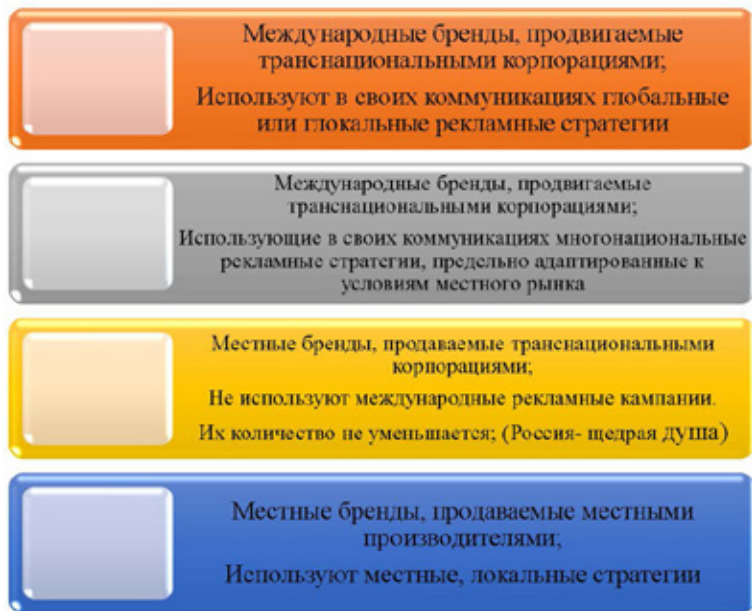 Международные бренды, продвигаемые
транснациональными корпорациями;
Используют в своих коммуникациях глобальные
или глокальные рекламные стратегии
Международные бренды, продвигаемые
транснациональными корпорациями;
Использующие в своих коммуникациях многонациональные
рекламные стратегии, предельно адаптированные к
условиям местного рынка
Местные бренды, продаваемые транснациональными
корпорациями;
Не используют международные рекламные кампании.
Их количество не уменьшается; (Россия- щедрая душа)
Местные бренды, продаваемые местными
производителями;
Используют местные, локальные стратегии